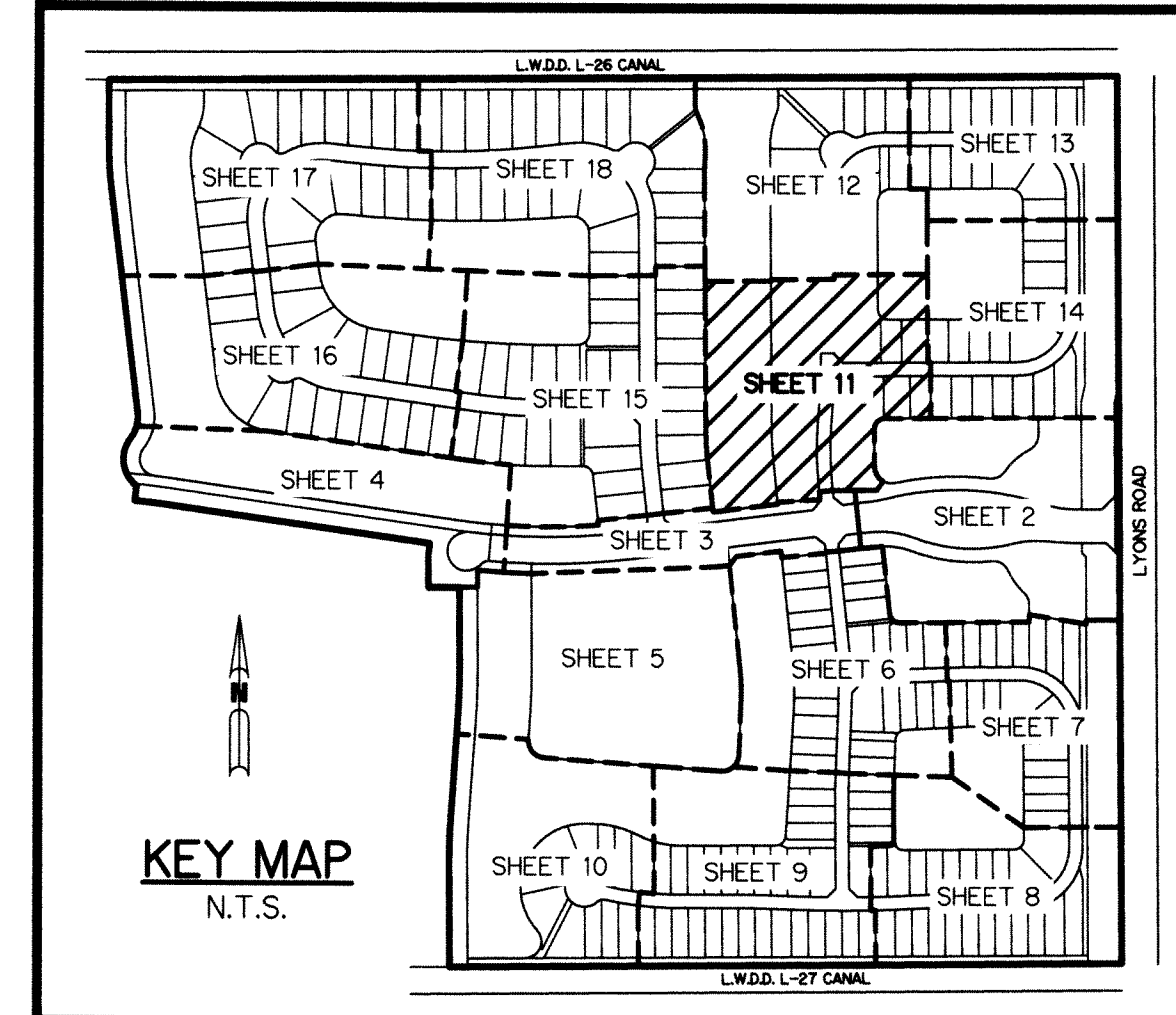 L.W.D.D. L-26 CANAL
SHEET 13
SHEET 17
SHEET 18
SHEET 12
SHEET 14
SHEET 16
SHEET 11
SHEET 15
SHEET 4
SHEET 2
SHEET 3
LYONS ROAD
SHEET 5
SHEET 6
N
SHEET 7
KEY MAP
N.T.S.
SHEET 10
SHEET 9
SHEET 8
L.W.D.D. L-27 CANAL